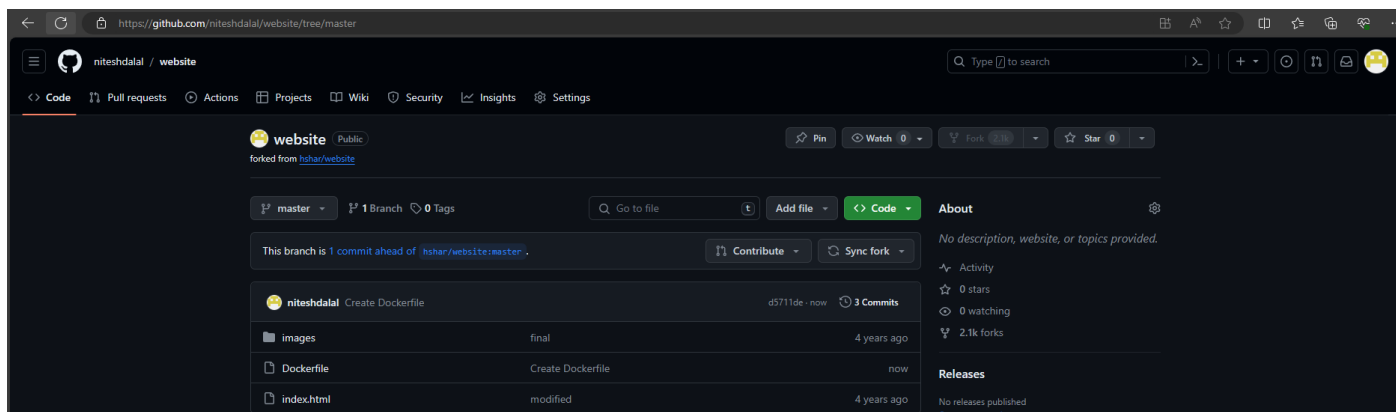 https://github.com/niteshdalal/website/tree/master
niteshdalal / website
Type / to search
Code Pull requests Actions Projects Wiki Security Insights Settings
website Public
Pin Watch 0 Fork 2.1k Star 0
forked from hshar/website
master 1 Branch 0 Tags Go to file t Add file <> Code About
No description, website, or topics provided.
This branch is 1 commit ahead of hshar/website:master . Contribute Sync fork
Activity
niteshdalal Create Dockerfile d5711de · now 3 Commits
0 stars
0 watching
images final 4 years ago
2.1k forks
Dockerfile Create Dockerfile now
Releases
index.html modified 4 years ago
No releases published